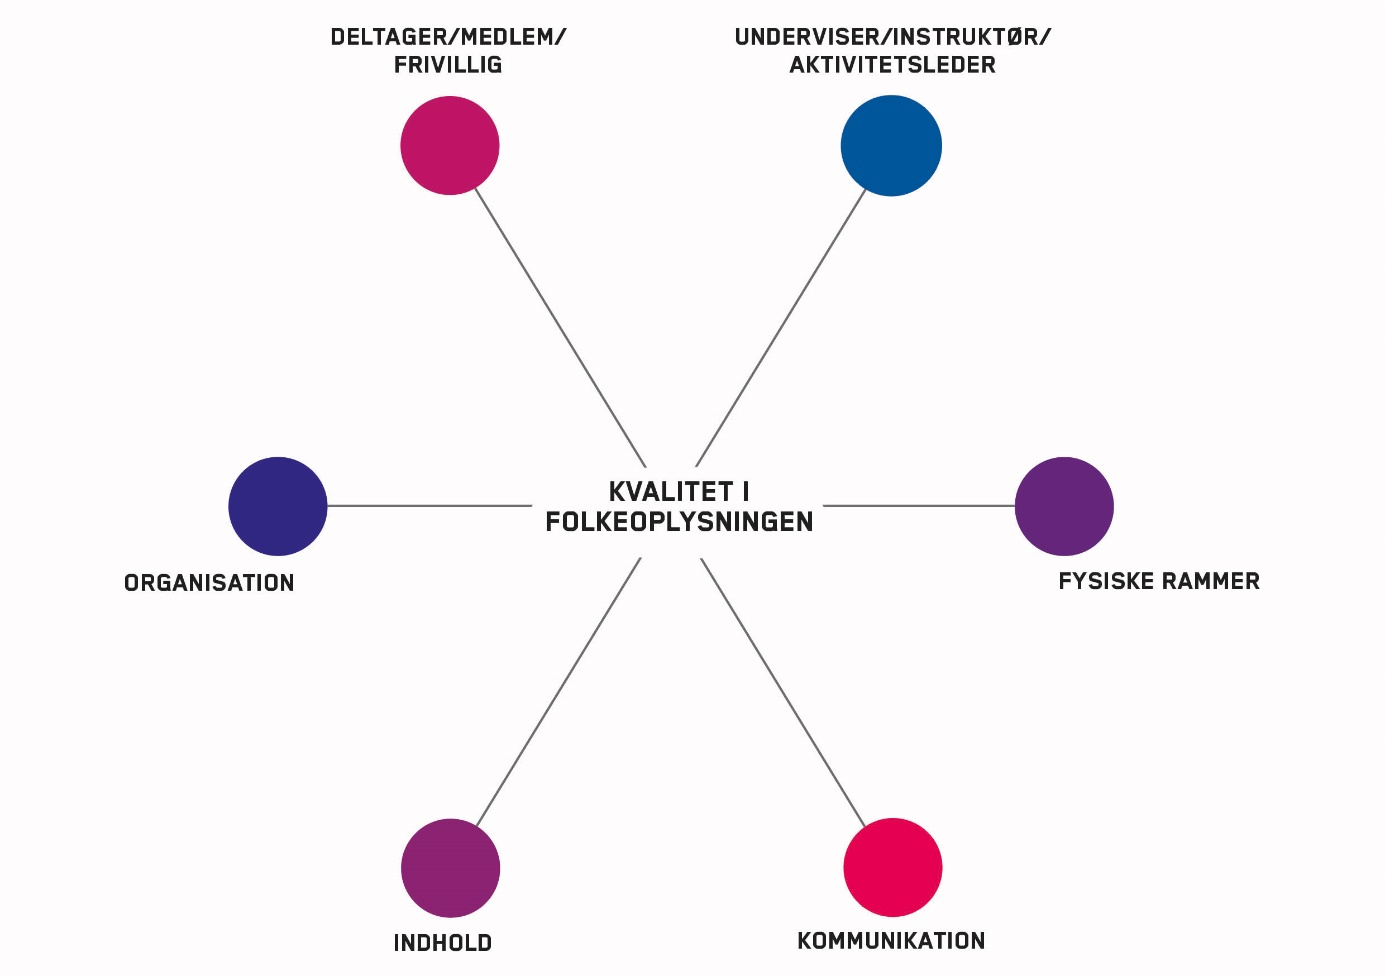 DELTAGER/MEDLEM/
FRIVILLIG
UNDERVISER/INSTRUKTØR/
AKTIVITETSLEDER
KVALITET I
FOLKEOPLYSNINGEN
ORGANISATION
FYSISKE RAMMER
INDHOLD
KOMMUNIKATION